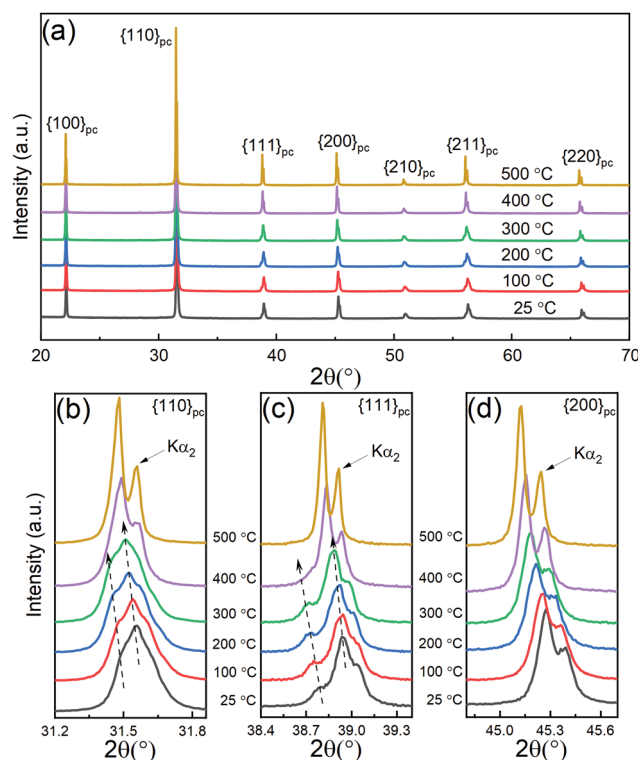 (a)
{110}pc
{100}pc
{111}pc
{200}pc
{210}pc
{211}pc
{220}pc
500 °C
400 °C
300 °C
200 °C
100 °C
25 °C
Intensity (a.u.)
20 30 40 50 60 70
2θ(°)
(b) {110}pc
Kα2
500 °C
400 °C
300 °C
200 °C
100 °C
25 °C
Intensity (a.u.)
31.2 31.5 31.8
2θ(°)
(c) {111}pc
Kα2
500 °C
400 °C
300 °C
200 °C
100 °C
25 °C
38.4 38.7 39.0 39.3
2θ(°)
(d) {200}pc
Kα2
45.0 45.3 45.6
2θ(°)